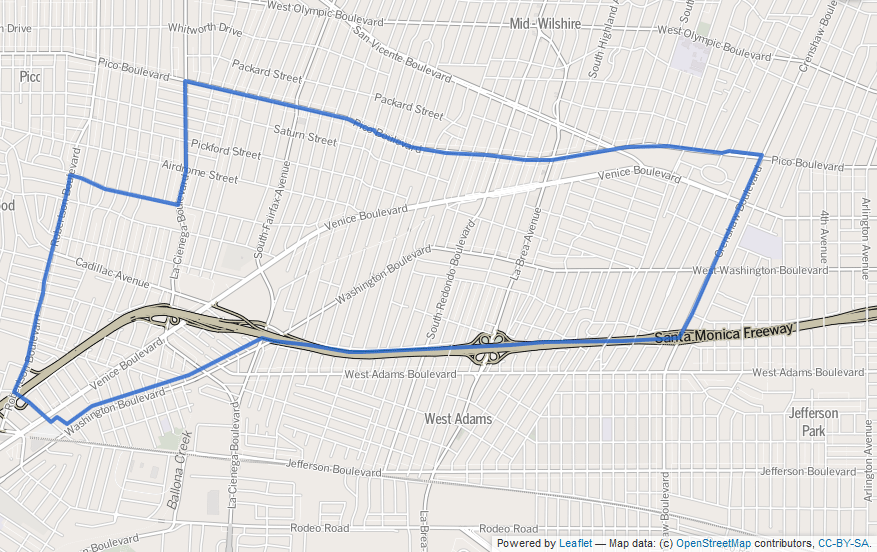 West Olympic Boulevard
Mid-Wilshire
Whitworth Drive
n Drive
San Vicente Boulevard
South Highland A
Sout
West Olympic Boulevard
Crenshaw Boulev
Pico
Pico Boulevard
Packard Street
Packard Street
Pico Boulevard
Saturn Street
Pickford Street
Airdrome Street
Pico Boulevard
Robertson Boulevard
La Cienega Boulevard
South Fairfax Avenue
Venice Boulevard
Venice Boulevard
Crenshaw Boulevard
4th Avenue
Arlington Avenue
ood
Cadillac Avenue
Washington Boulevard
South Redondo Boulevard
La Brea Avenue
West Washington Boulevard
Santa Monica Freeway
Robertson Boulevard
Venice Boulevard
Washington Boulevard
West Adams Boulevard
West Adams Boulevard
West Adams
Jefferson
Park
Ballona Creek
La Cienega Boulevard
Jefferson Boulevard
Jefferson Boulevard
Arlington Avenue
Rodeo Road
Rodeo Road
La Brea
haw Boulevard
n Boulevard
Powered by Leaflet — Map data: (c) OpenStreetMap contributors, CC-BY-SA.